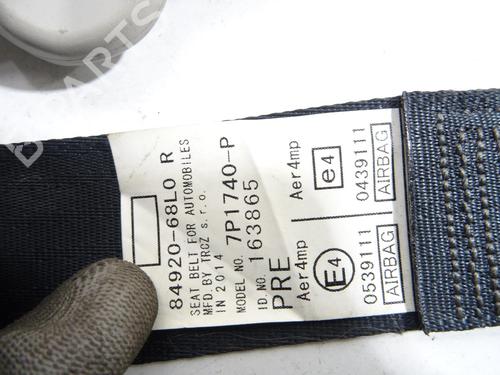 84920-68L0 R
SEAT BELT FOR AUTOMOBILES
MFD BY TRCZ s.r.o.
IN 2014
MODEL NO. 7P1740-P
ID.NO. 163865
PRE
Aer4mp Aer4mp
E4 e4
0539111 0439111
AIRBAG AIRBAG
PARTS